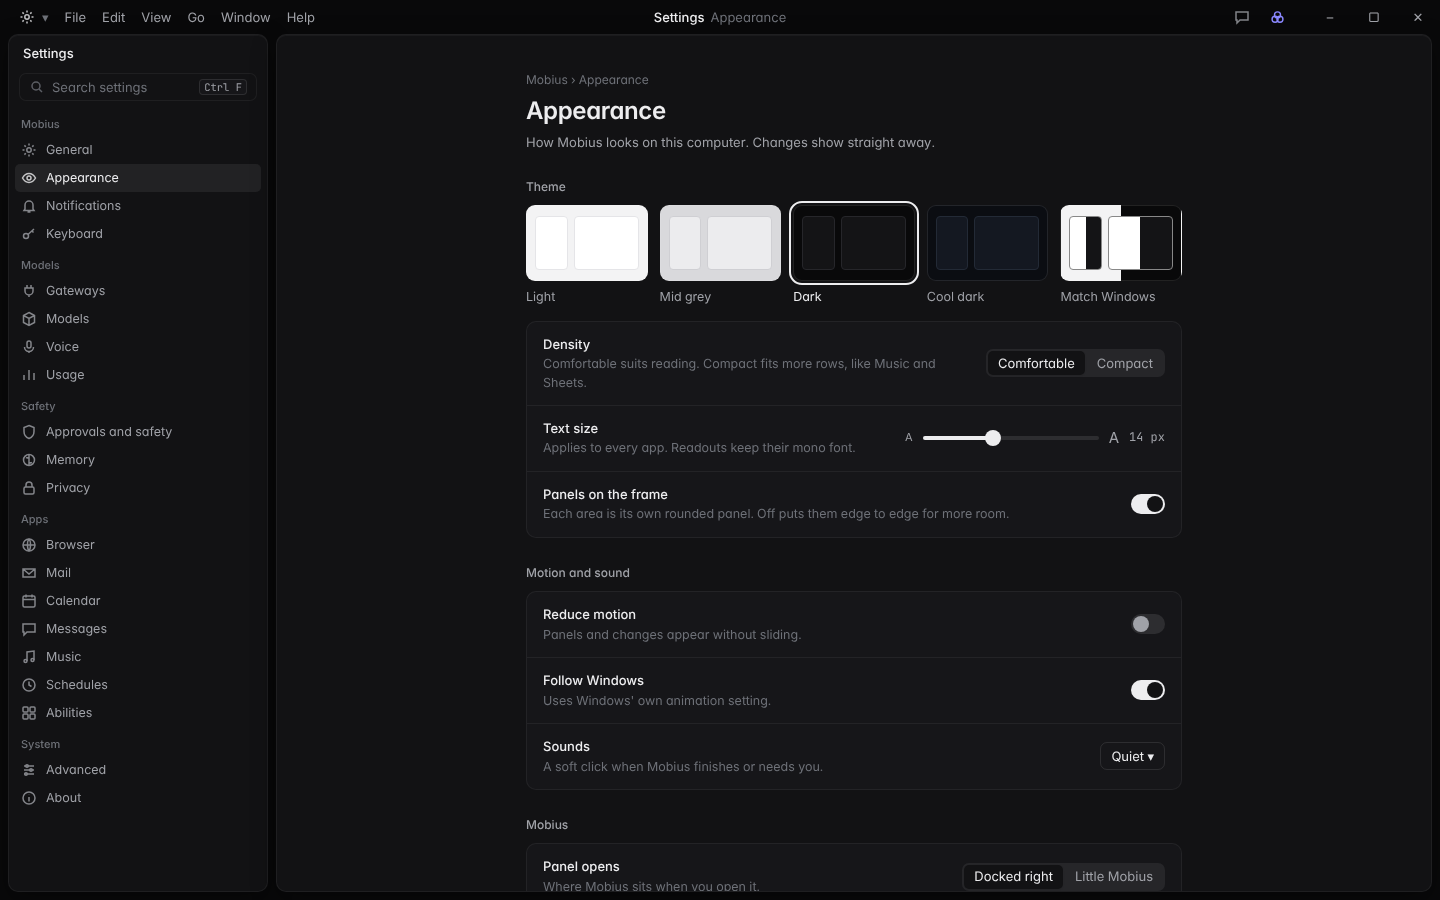 File Edit View Go Window Help
Settings Appearance
Settings
Search settings Ctrl F
Mobius
General
Appearance
Notifications
Keyboard
Models
Gateways
Models
Voice
Usage
Safety
Approvals and safety
Memory
Privacy
Apps
Browser
Mail
Calendar
Messages
Music
Schedules
Abilities
System
Advanced
About
Mobius › Appearance
Appearance
How Mobius looks on this computer. Changes show straight away.
Theme
Light Mid grey Dark Cool dark Match Windows
Density
Comfortable suits reading. Compact fits more rows, like Music and
Sheets.
Comfortable Compact
Text size
Applies to every app. Readouts keep their mono font.
A A 14 px
Panels on the frame
Each area is its own rounded panel. Off puts them edge to edge for more room.
Motion and sound
Reduce motion
Panels and changes appear without sliding.
Follow Windows
Uses Windows' own animation setting.
Sounds
A soft click when Mobius finishes or needs you.
Quiet ▾
Mobius
Panel opens
Where Mobius sits when you open it.
Docked right Little Mobius